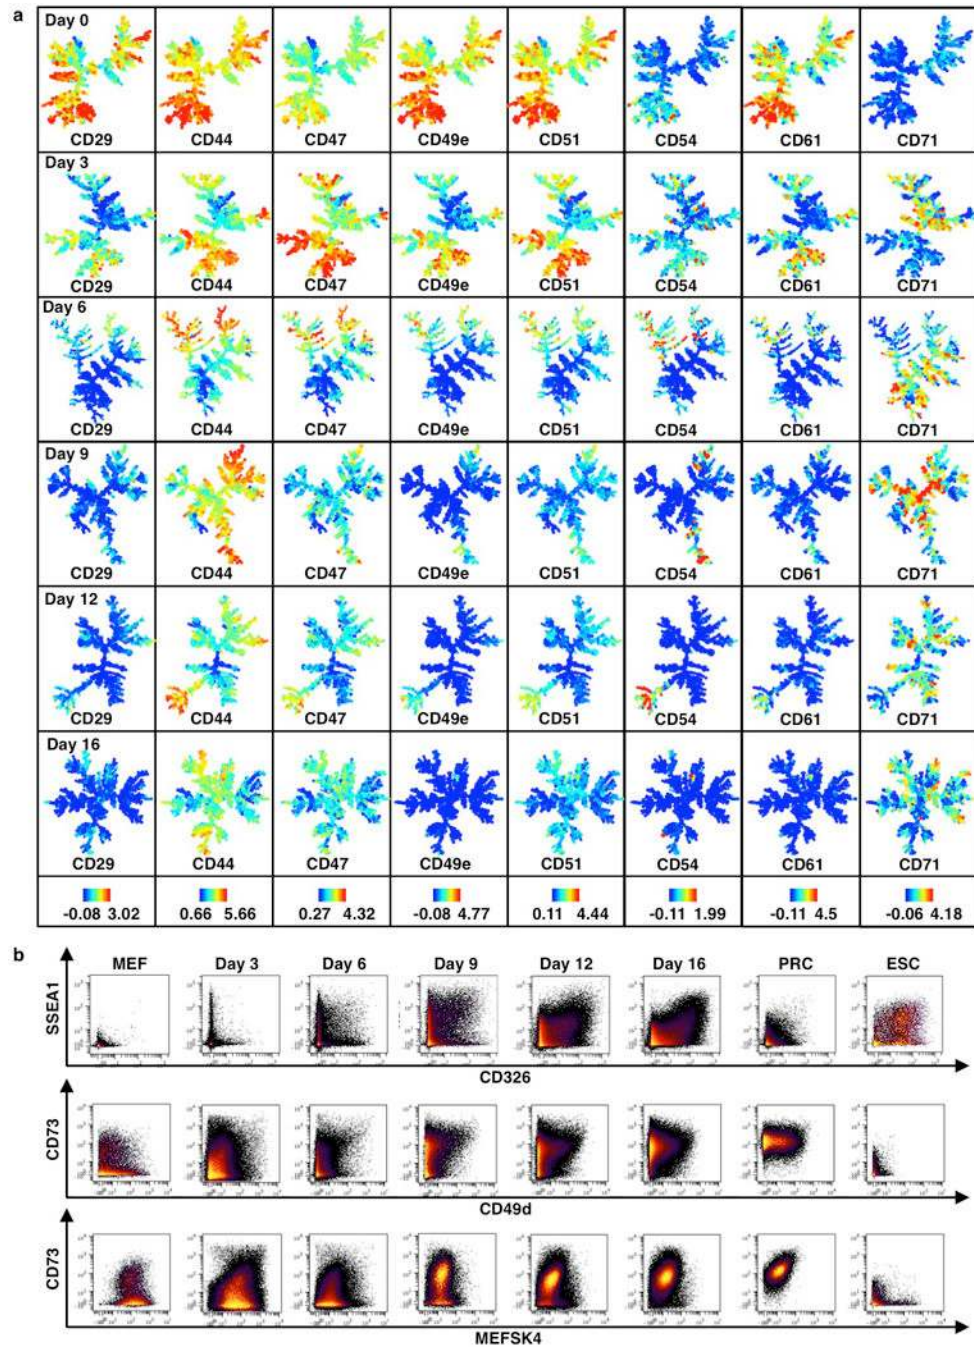 a
Day 0
CD29 CD44 CD47 CD49e CD51 CD54 CD61 CD71
Day 3
CD29 CD44 CD47 CD49e CD51 CD54 CD61 CD71
Day 6
CD29 CD44 CD47 CD49e CD51 CD54 CD61 CD71
Day 9
CD29 CD44 CD47 CD49e CD51 CD54 CD61 CD71
Day 12
CD29 CD44 CD47 CD49e CD51 CD54 CD61 CD71
Day 16
CD29 CD44 CD47 CD49e CD51 CD54 CD61 CD71
-0.08 3.02 0.66 5.66 0.27 4.32 -0.08 4.77 0.11 4.44 -0.11 1.99 -0.11 4.5 -0.06 4.18
b
MEF Day 3 Day 6 Day 9 Day 12 Day 16 PRC ESC
SSEA1
CD326
CD73
CD49d
CD73
MEFSK4